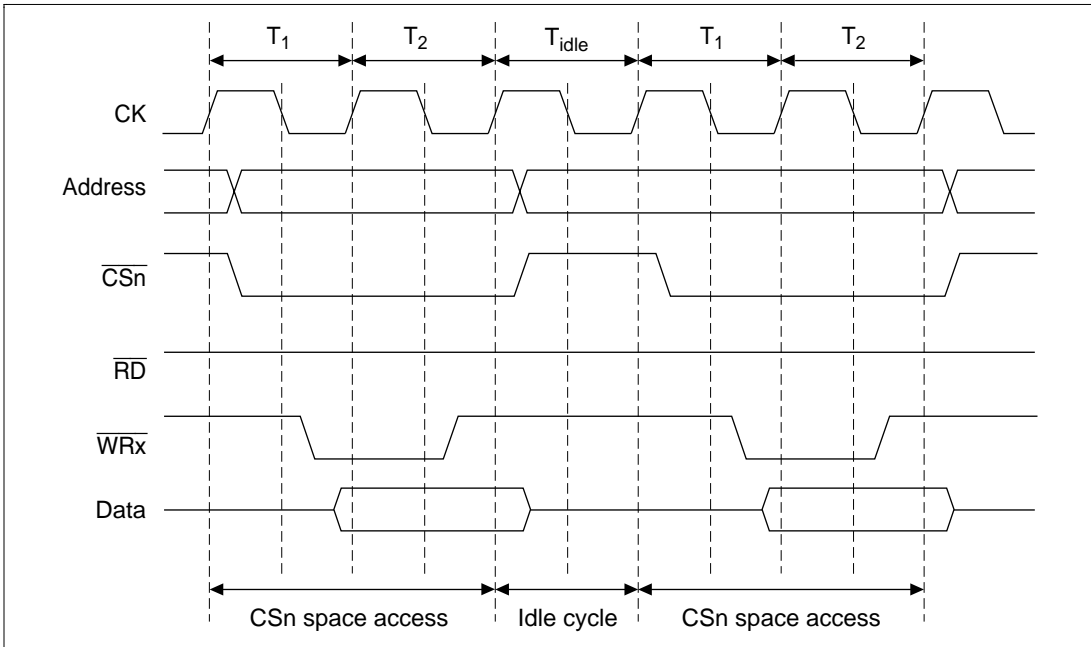 T1 T2 Tidle T1 T2
CK
Address
CSn
RD
WRx
Data
CSn space access Idle cycle CSn space access